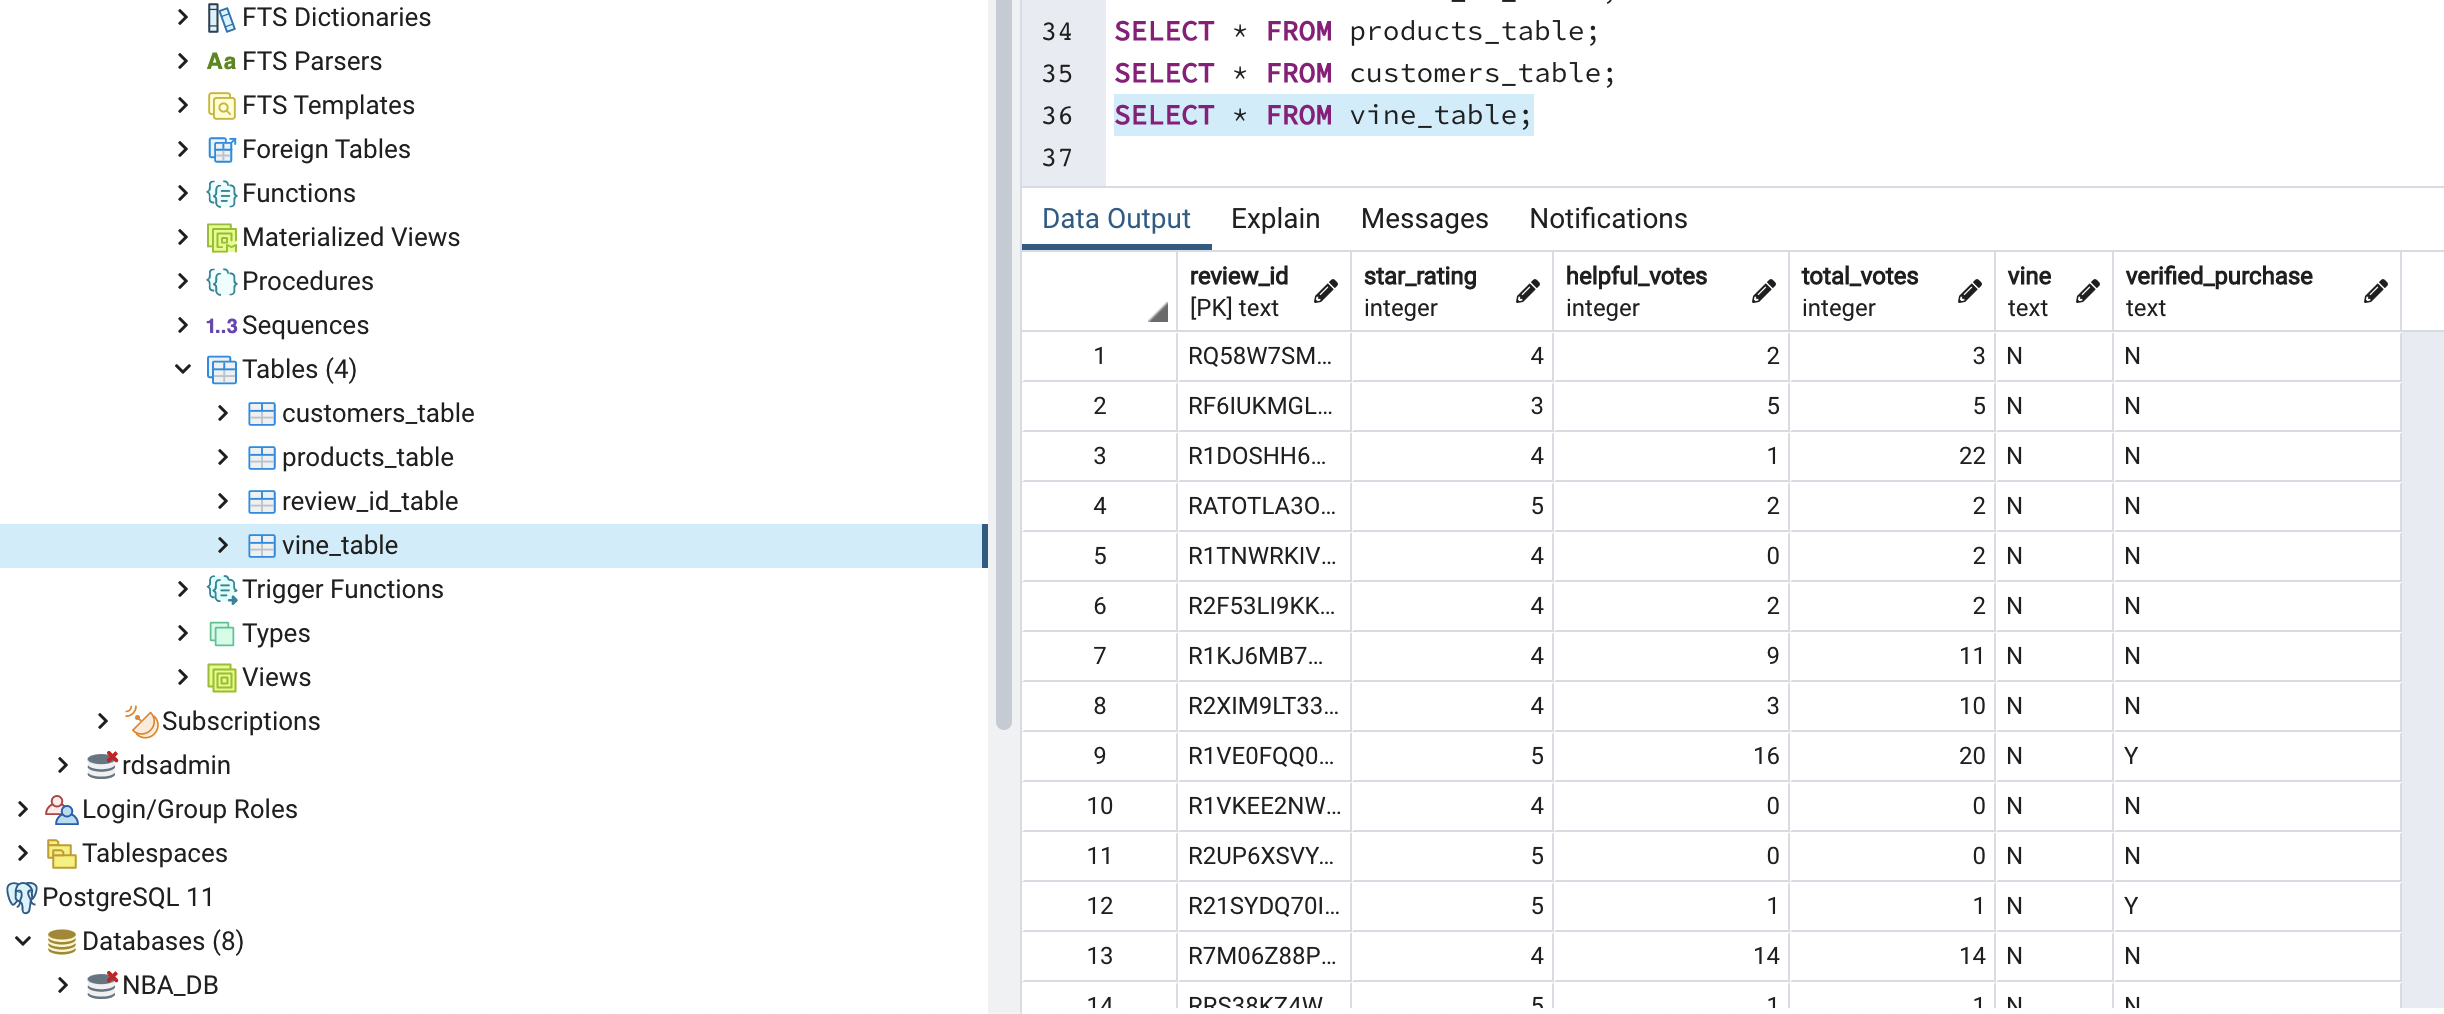 FTS Dictionaries
Aa FTS Parsers
FTS Templates
Foreign Tables
Functions
Materialized Views
Procedures
1..3 Sequences
Tables (4)
customers_table
products_table
review_id_table
vine_table
Trigger Functions
Types
Views
Subscriptions
rdsadmin
Login/Group Roles
Tablespaces
PostgreSQL 11
Databases (8)
NBA_DB
34 SELECT * FROM products_table;
35 SELECT * FROM customers_table;
36 SELECT * FROM vine_table;
37
Data Output Explain Messages Notifications
review_id star_rating helpful_votes total_votes vine verified_purchase
[PK] text integer integer integer text text
1 RQ58W7SM... 4 2 3 N N
2 RF6IUKMGL... 3 5 5 N N
3 R1DOSHH6... 4 1 22 N N
4 RATOTLA3O... 5 2 2 N N
5 R1TNWRKIV... 4 0 2 N N
6 R2F53LI9KK... 4 2 2 N N
7 R1KJ6MB7... 4 9 11 N N
8 R2XIM9LT33... 4 3 10 N N
9 R1VE0FQQ0... 5 16 20 N Y
10 R1VKEE2NW... 4 0 0 N N
11 R2UP6XSVY... 5 0 0 N N
12 R21SYDQ70I... 5 1 1 N Y
13 R7M06Z88P... 4 14 14 N N
14 RRS38KZ4W 5 1 1 N N